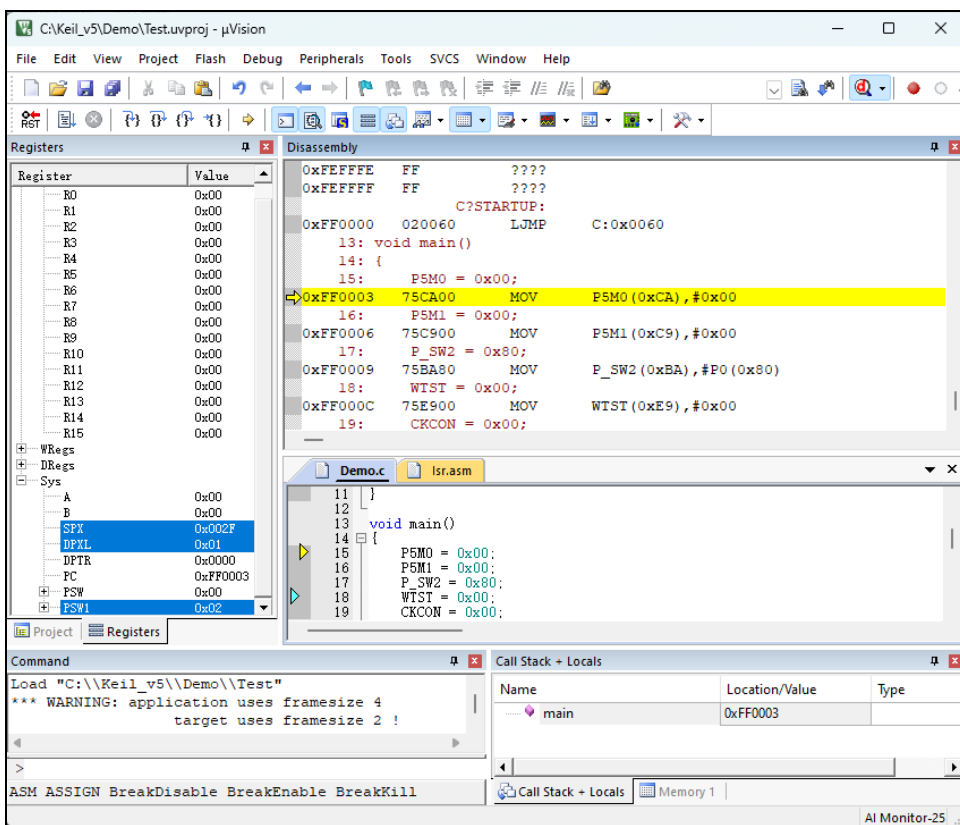 C:\Keil_v5\Demo\Test.uvproj - µVision
File Edit View Project Flash Debug Peripherals Tools SVCS Window Help
RST
Registers
Register Value
R0 0x00
R1 0x00
R2 0x00
R3 0x00
R4 0x00
R5 0x00
R6 0x00
R7 0x00
R8 0x00
R9 0x00
R10 0x00
R11 0x00
R12 0x00
R13 0x00
R14 0x00
R15 0x00
WRegs
DRegs
Sys
A 0x00
B 0x00
SPX 0x002F
DPXL 0x01
DPTR 0x0000
PC 0xFF0003
PSW 0x00
PSW1 0x02
Project Registers
Disassembly
0xFEFFFE FF ????
0xFEFFFF FF ????
C?STARTUP:
0xFF0000 020060 LJMP C:0x0060
13: void main()
14: {
15: P5M0 = 0x00;
0xFF0003 75CA00 MOV P5M0(0xCA),#0x00
16: P5M1 = 0x00;
0xFF0006 75C900 MOV P5M1(0xC9),#0x00
17: P_SW2 = 0x80;
0xFF0009 75BA80 MOV P_SW2(0xBA),#P0(0x80)
18: WTST = 0x00;
0xFF000C 75E900 MOV WTST(0xE9),#0x00
19: CKCON = 0x00;
Demo.c Isr.asm
11 }
12
13 void main()
14 {
15 P5M0 = 0x00;
16 P5M1 = 0x00;
17 P_SW2 = 0x80;
18 WTST = 0x00;
19 CKCON = 0x00;
Command
Load "C:\\Keil_v5\\Demo\\Test"
*** WARNING: application uses framesize 4
target uses framesize 2 !
>
ASM ASSIGN BreakDisable BreakEnable BreakKill
Call Stack + Locals
Name Location/Value Type
main 0xFF0003
Call Stack + Locals Memory 1
AI Monitor-25